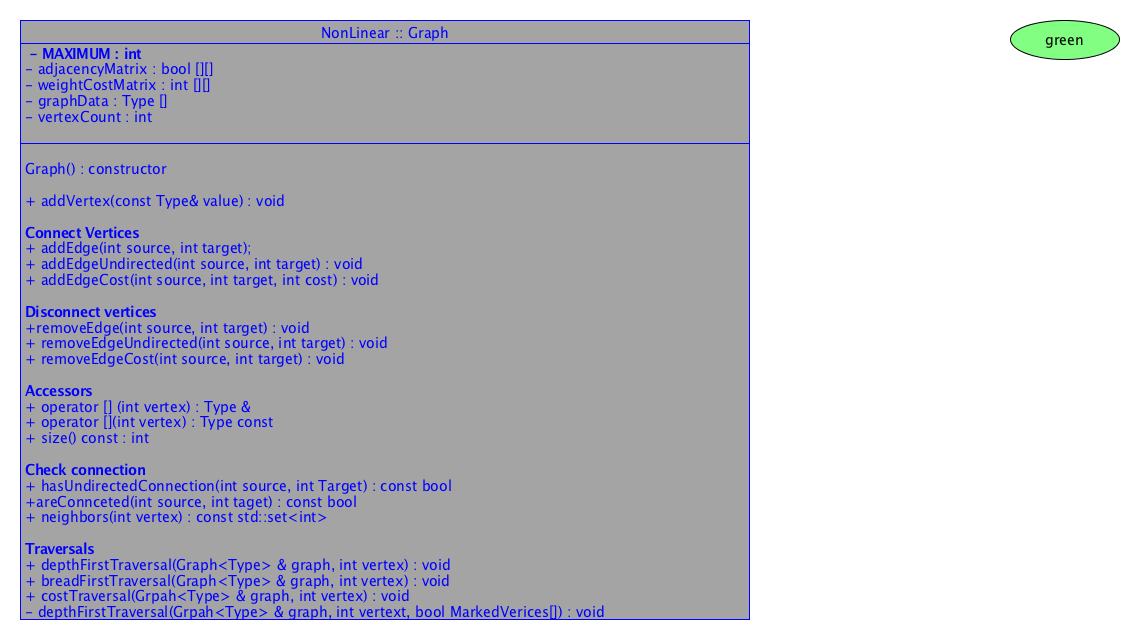 NonLinear :: Graph
- MAXIMUM : int
- adjacencyMatrix : bool [][]
- weightCostMatrix : int [][]
- graphData : Type []
- vertexCount : int
Graph() : constructor
+ addVertex(const Type& value) : void
Connect Vertices
+ addEdge(int source, int target);
+ addEdgeUndirected(int source, int target) : void
+ addEdgeCost(int source, int target, int cost) : void
Disconnect vertices
+removeEdge(int source, int target) : void
+ removeEdgeUndirected(int source, int target) : void
+ removeEdgeCost(int source, int target) : void
Accessors
+ operator [] (int vertex) : Type &
+ operator [](int vertex) : Type const
+ size() const : int
Check connection
+ hasUndirectedConnection(int source, int Target) : const bool
+areConnceted(int source, int taget) : const bool
+ neighbors(int vertex) : const std::set<int>
Traversals
+ depthFirstTraversal(Graph<Type> & graph, int vertex) : void
+ breadFirstTraversal(Graph<Type> & graph, int vertex) : void
+ costTraversal(Grpah<Type> & graph, int vertex) : void
- depthFirstTraversal(Grpah<Type> & graph, int vertext, bool MarkedVerices[]) : void
green